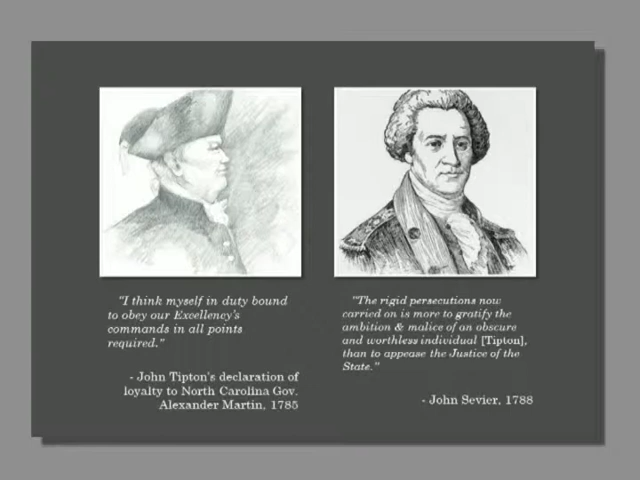 "I think myself in duty bound
to obey our Excellency's
commands in all points
required."
- John Tipton's declaration of
loyalty to North Carolina Gov.
Alexander Martin, 1785
"The rigid persecutions now
carried on is more to gratify the
ambition & malice of an obscure
and worthless individual [Tipton],
than to appease the Justice of the
State."
- John Sevier, 1788